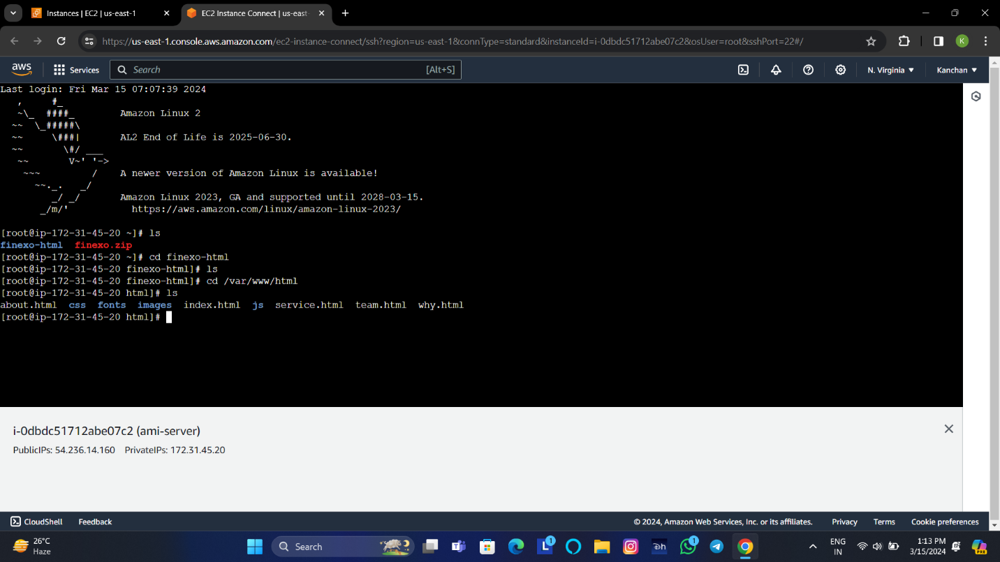 Instances | EC2 | us-east-1
EC2 Instance Connect | us-east-
https://us-east-1.console.aws.amazon.com/ec2-instance-connect/ssh?region=us-east-1&connType=standard&instanceId=i-0dbdc51712abe07c2&osUser=root&sshPort=22#/
K
aws
Services
Search
[Alt+S]
N. Virginia
Kanchan
Last login: Fri Mar 15 07:07:39 2024
   ,     #_
   ~\_  ####_        Amazon Linux 2
  ~~  \_#####\
  ~~     \###|       AL2 End of Life is 2025-06-30.
  ~~       \#/ ___
   ~~       V~' '->
    ~~~         /    A newer version of Amazon Linux is available!
      ~~._.   _/
         _/ _/       Amazon Linux 2023, GA and supported until 2028-03-15.
       _/m/'           https://aws.amazon.com/linux/amazon-linux-2023/
[root@ip-172-31-45-20 ~]# ls
finexo-html  finexo.zip
[root@ip-172-31-45-20 ~]# cd finexo-html
[root@ip-172-31-45-20 finexo-html]# ls
[root@ip-172-31-45-20 finexo-html]# cd /var/www/html
[root@ip-172-31-45-20 html]# ls
about.html  css  fonts  images  index.html  js  service.html  team.html  why.html
[root@ip-172-31-45-20 html]#
i-0dbdc51712abe07c2 (ami-server)
PublicIPs: 54.236.14.160 PrivateIPs: 172.31.45.20
CloudShell
Feedback
© 2024, Amazon Web Services, Inc. or its affiliates.
Privacy
Terms
Cookie preferences
26°C
Haze
Search
L
1
Dh
1
ENG
IN
1:13 PM
3/15/2024
PRE